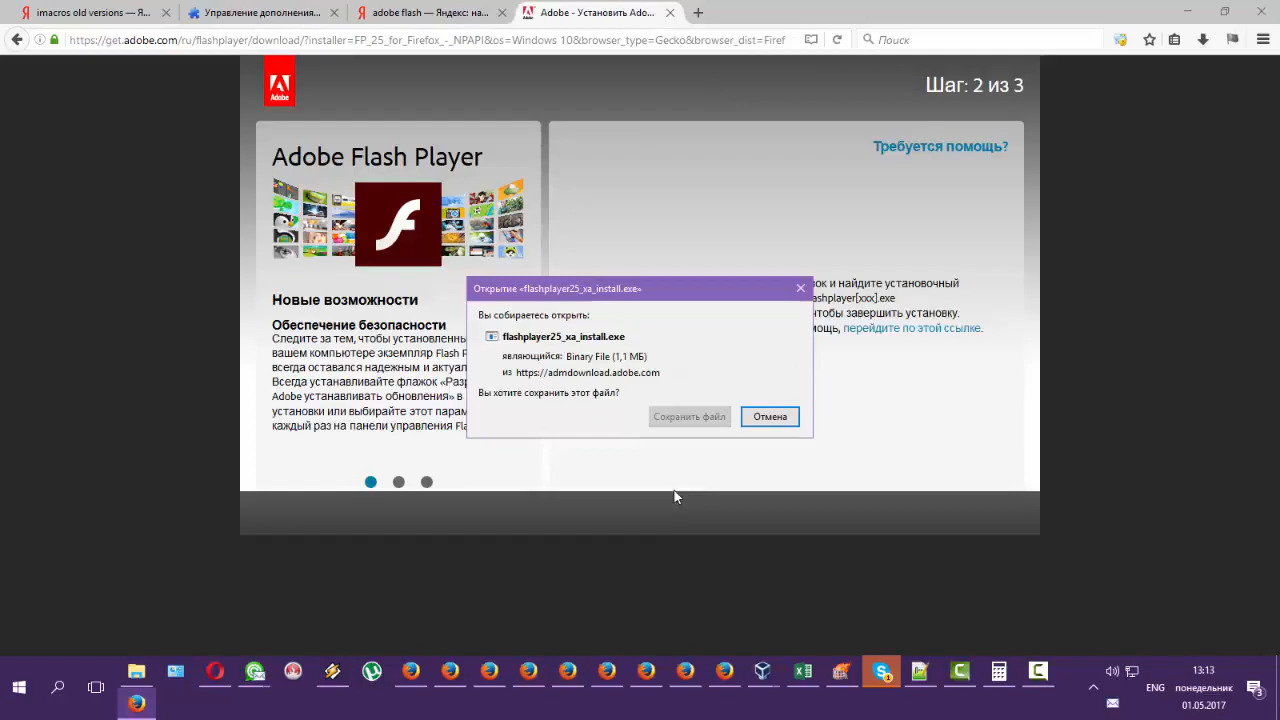 imacros old versions — Я...
Управление дополнения...
adobe flash — Яндекс: на...
Adobe - Установить Ado...
https://get.adobe.com/ru/flashplayer/download/?installer=FP_25_for_Firefox_-_NPAPI&os=Windows 10&browser_type=Gecko&browser_dist=Firef
Поиск
Adobe
Шаг: 2 из 3
Adobe Flash Player
Требуется помощь?
Новые возможности
Обеспечение безопасности
Следите за тем, чтобы установленны
вашем компьютере экземпляр Flash P
всегда оставался надежным и актуал
Всегда устанавливайте флажок «Разр
Adobe устанавливать обновления» в
установки или выбирайте этот парам
каждый раз на панели управления Fla
ок и найдите установочный
ashplayer[xxx].exe
чтобы завершить установку.
мощь, перейдите по этой ссылке.
Открытие «flashplayer25_xa_install.exe»
Вы собираетесь открыть:
flashplayer25_xa_install.exe
являющийся: Binary File (1,1 МБ)
из https://admdownload.adobe.com
Вы хотите сохранить этот файл?
Сохранить файл
Отмена
13:13
ENG
понедельник
01.05.2017
1
3